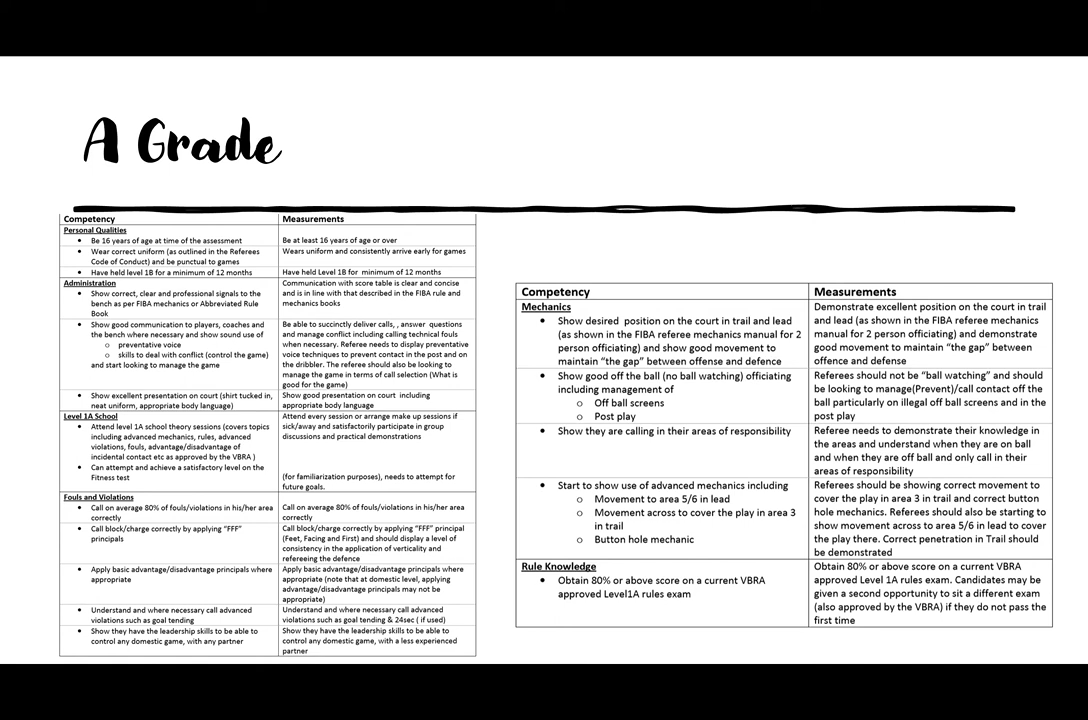 A Grade
Competency
Measurements
Personal Qualities
• Be 16 years of age at time of the assessment
Be at least 16 years of age or over
• Wear correct uniform (as outlined in the Referees
Code of Conduct) and be punctual to games
Wears uniform and consistently arrive early for games
• Have held level 1B for a minimum of 12 months
Have held Level 1B for minimum of 12 months
Administration
• Show correct, clear and professional signals to the
bench as per FIBA mechanics or Abbreviated Rule
Book
Communication with score table is clear and concise
and is in line with that described in the FIBA rule and
mechanics books
• Show good communication to players, coaches and
the bench where necessary and show sound use of
o preventative voice
o skills to deal with conflict (control the game)
and start looking to manage the game
Be able to succinctly deliver calls, , answer questions
and manage conflict including calling technical fouls
when necessary. Referee needs to display preventative
voice techniques to prevent contact in the post and on
the dribbler. The referee should also be looking to
manage the game in terms of call selection (What is
good for the game)
• Show excellent presentation on court (shirt tucked in,
neat uniform, appropriate body language)
Show good presentation on court including
appropriate body language
Level 1A School
• Attend level 1A school theory sessions (covers topics
including advanced mechanics, rules, advanced
violations, fouls, advantage/disadvantage of
incidental contact etc as approved by the VBRA )
• Can attempt and achieve a satisfactory level on the
Fitness test
Attend every session or arrange make up sessions if
sick/away and satisfactorily participate in group
discussions and practical demonstrations
(for familiarization purposes), needs to attempt for
future goals.
Fouls and Violations
• Call on average 80% of fouls/violations in his/her area
correctly
Call on average 80% of fouls/violations in his/her area
correctly
• Call block/charge correctly by applying "FFF"
principals
Call block/charge correctly by applying "FFF" principal
(Feet, Facing and First) and should display a level of
consistency in the application of verticality and
refereeing the defence
• Apply basic advantage/disadvantage principals where
appropriate
Apply basic advantage/disadvantage principals where
appropriate (note that at domestic level, applying
advantage/disadvantage principals may not be
appropriate)
• Understand and where necessary call advanced
violations such as goal tending
Understand and where necessary call advanced
violations such as goal tending & 24sec ( if used)
• Show they have the leadership skills to be able to
control any domestic game, with any partner
Show they have the leadership skills to be able to
control any domestic game, with a less experienced
partner
Competency
Measurements
Mechanics
• Show desired position on the court in trail and lead
(as shown in the FIBA referee mechanics manual for 2
person officiating) and show good movement to
maintain "the gap" between offense and defence
Demonstrate excellent position on the court in trail
and lead (as shown in the FIBA referee mechanics
manual for 2 person officiating) and demonstrate
good movement to maintain "the gap" between
offence and defense
• Show good off the ball (no ball watching) officiating
including management of
o Off ball screens
o Post play
Referees should not be "ball watching" and should
be looking to manage(Prevent)/call contact off the
ball particularly on illegal off ball screens and in the
post play
• Show they are calling in their areas of responsibility
Referee needs to demonstrate their knowledge in
the areas and understand when they are on ball
and when they are off ball and only call in their
areas of responsibility
• Start to show use of advanced mechanics including
o Movement to area 5/6 in lead
o Movement across to cover the play in area 3
in trail
o Button hole mechanic
Referees should be showing correct movement to
cover the play in area 3 in trail and correct button
hole mechanics. Referees should also be starting to
show movement across to area 5/6 in lead to cover
the play there. Correct penetration in Trail should
be demonstrated
Rule Knowledge
• Obtain 80% or above score on a current VBRA
approved Level1A rules exam
Obtain 80% or above score on a current VBRA
approved Level 1A rules exam. Candidates may be
given a second opportunity to sit a different exam
(also approved by the VBRA) if they do not pass the
first time